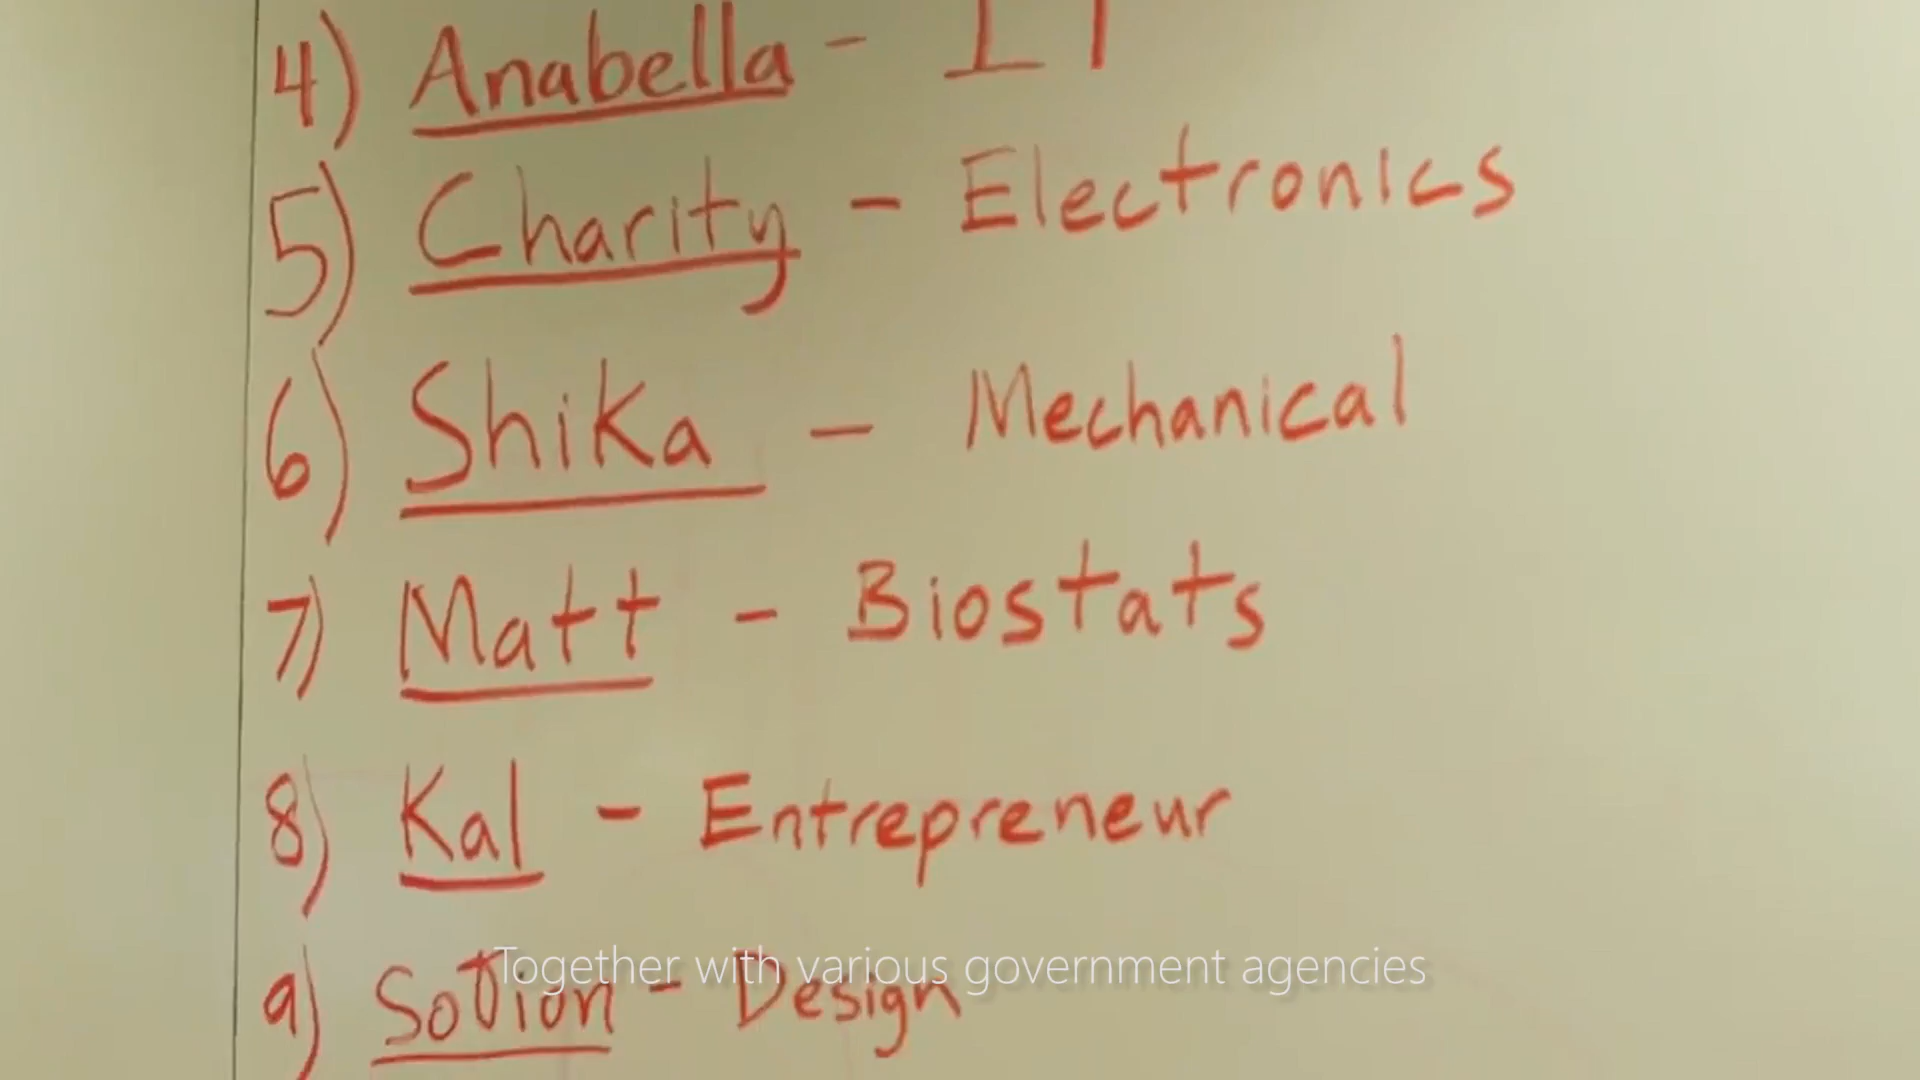 4) Anabella - IT
5) Charity - Electronics
6) Shika - Mechanical
7) Matt - Biostats
8) Kal - Entrepreneur
Together with various government agencies
9) - Design